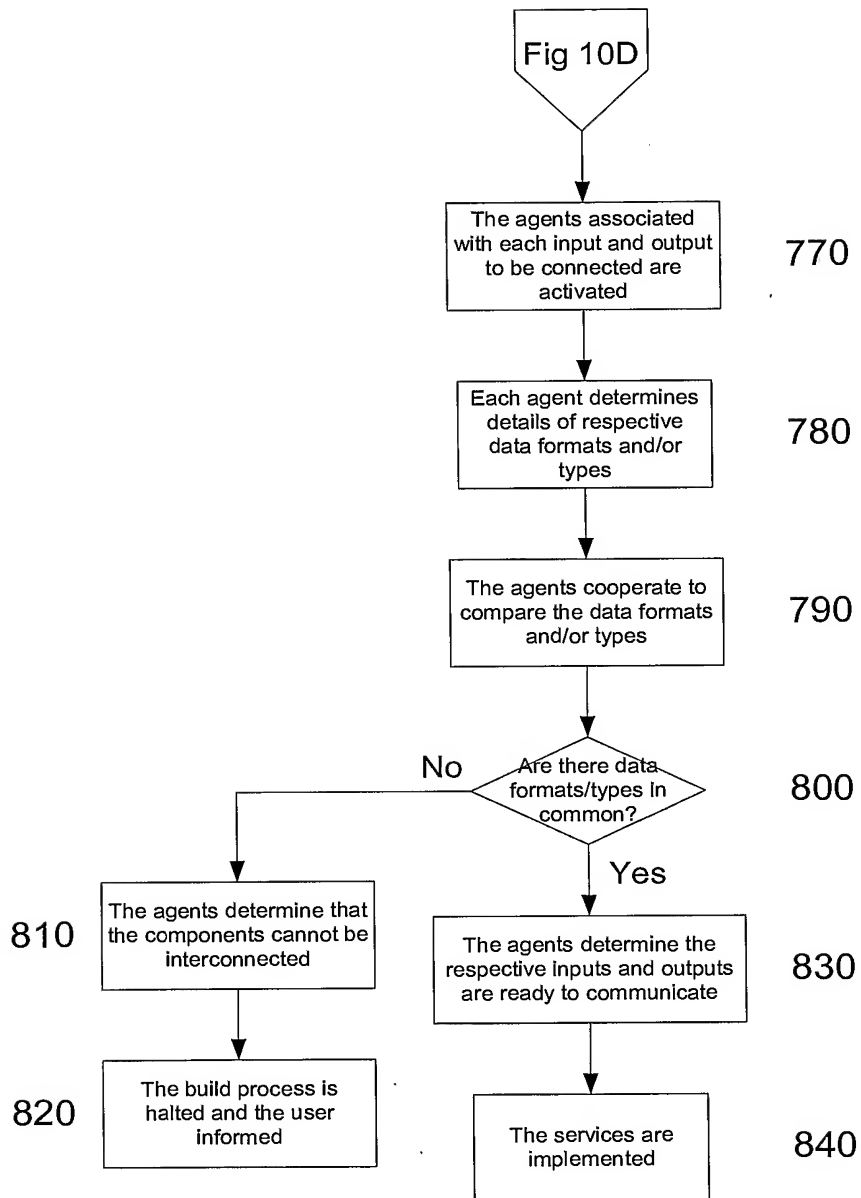 Fig 10D
The agents associated
with each input and output
to be connected are
activated
770
Each agent determines
details of respective
data formats and/or
types
780
The agents cooperate to
compare the data formats
and/or types
790
No
Are there data
formats/types in
common?
800
Yes
810
The agents determine that
the components cannot be
interconnected
The agents determine the
respective inputs and outputs
are ready to communicate
830
820
The build process is
halted and the user
informed
The services are
implemented
840